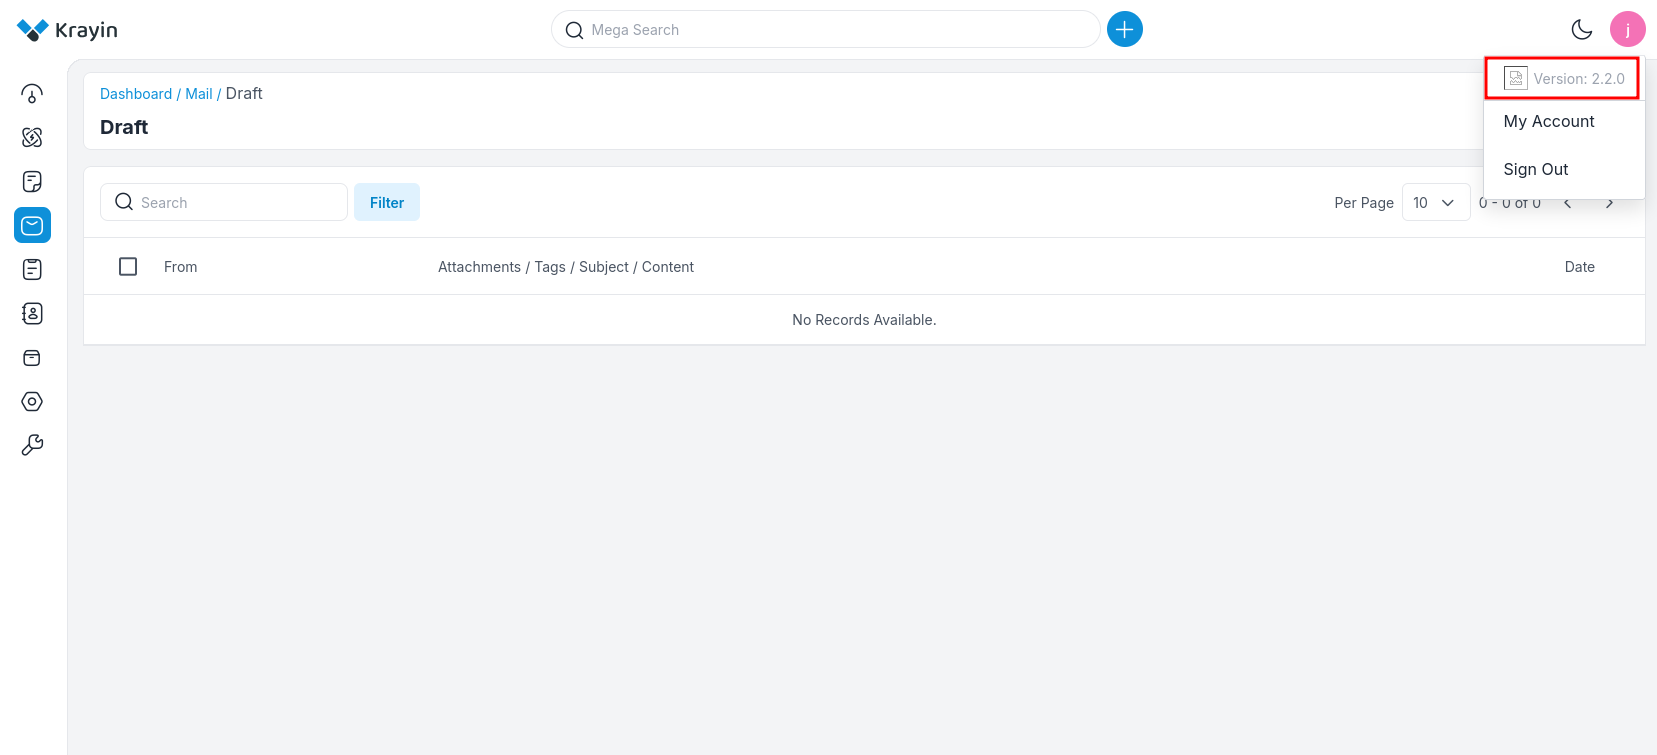 Krayin
Mega Search
j
Version: 2.2.0
My Account
Sign Out
Dashboard / Mail / Draft
Draft
Search
Filter
Per Page
10
0 - 0 of 0
From
Attachments / Tags / Subject / Content
Date
No Records Available.